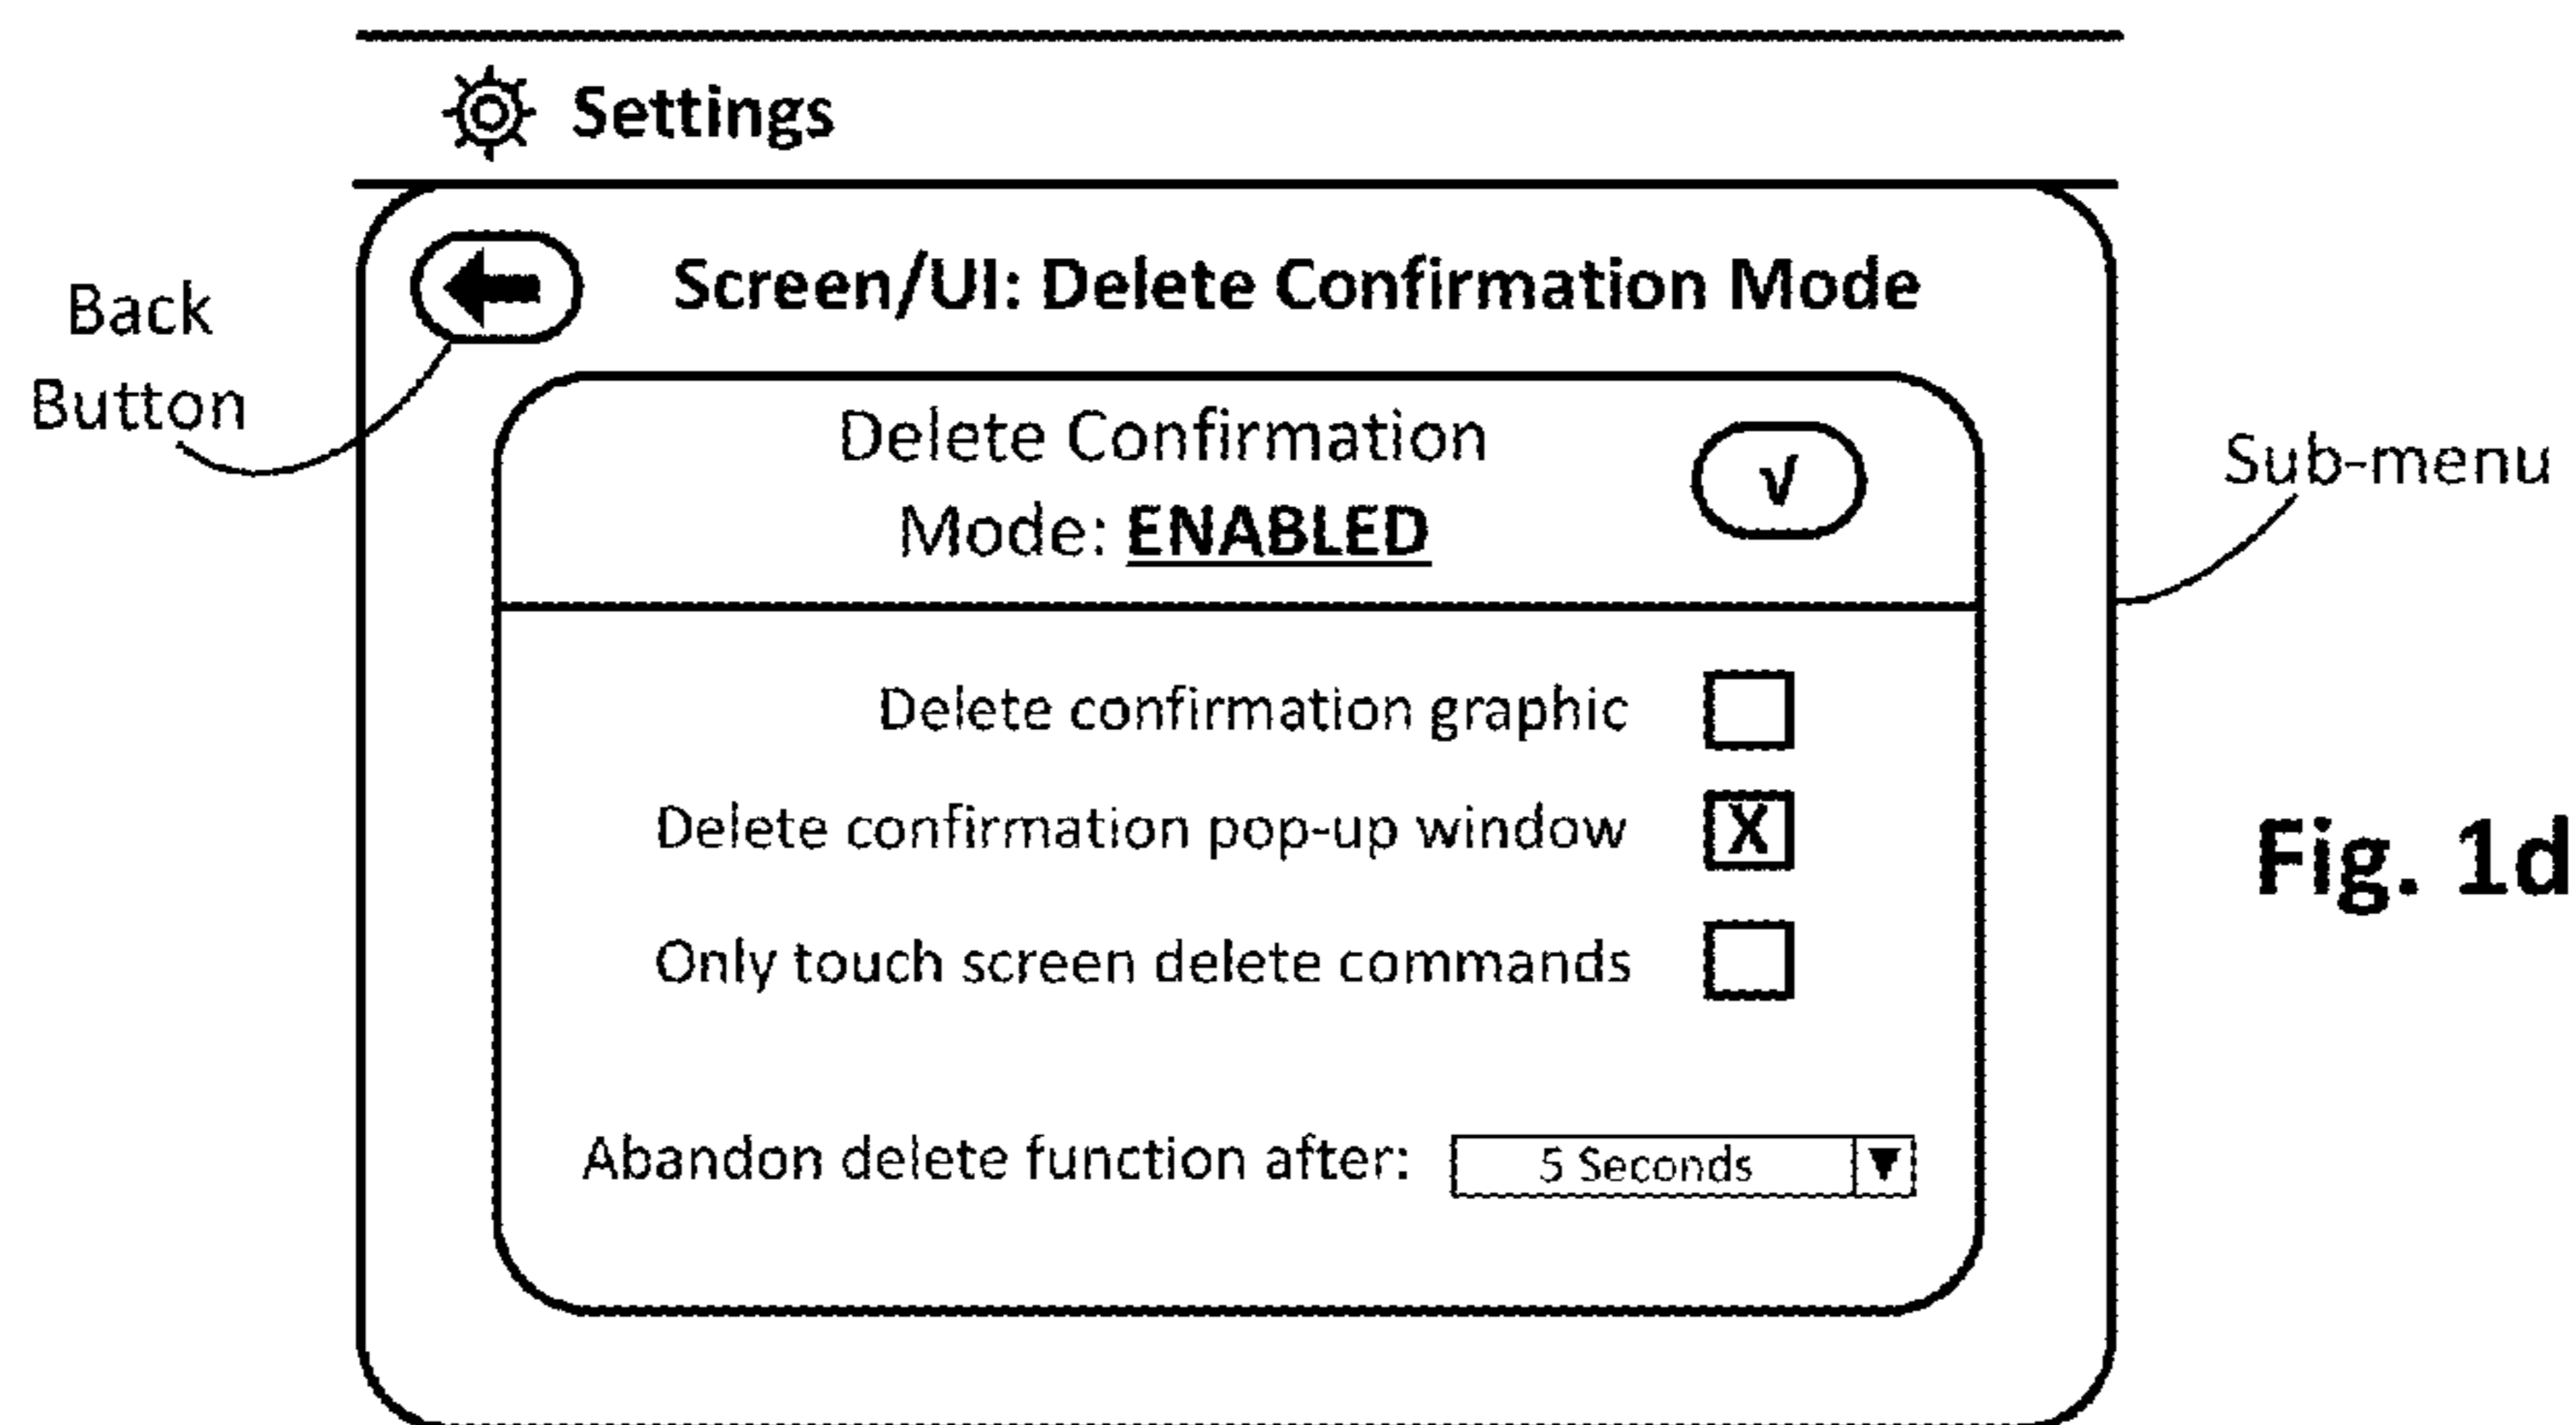 Settings
Screen/UI: Delete Confirmation Mode
Back
Button
Delete Confirmation
Mode: ENABLED
√
Sub-menu
Delete confirmation graphic
Delete confirmation pop-up window X
Only touch screen delete commands
Fig. 1d
Abandon delete function after: 5 Seconds